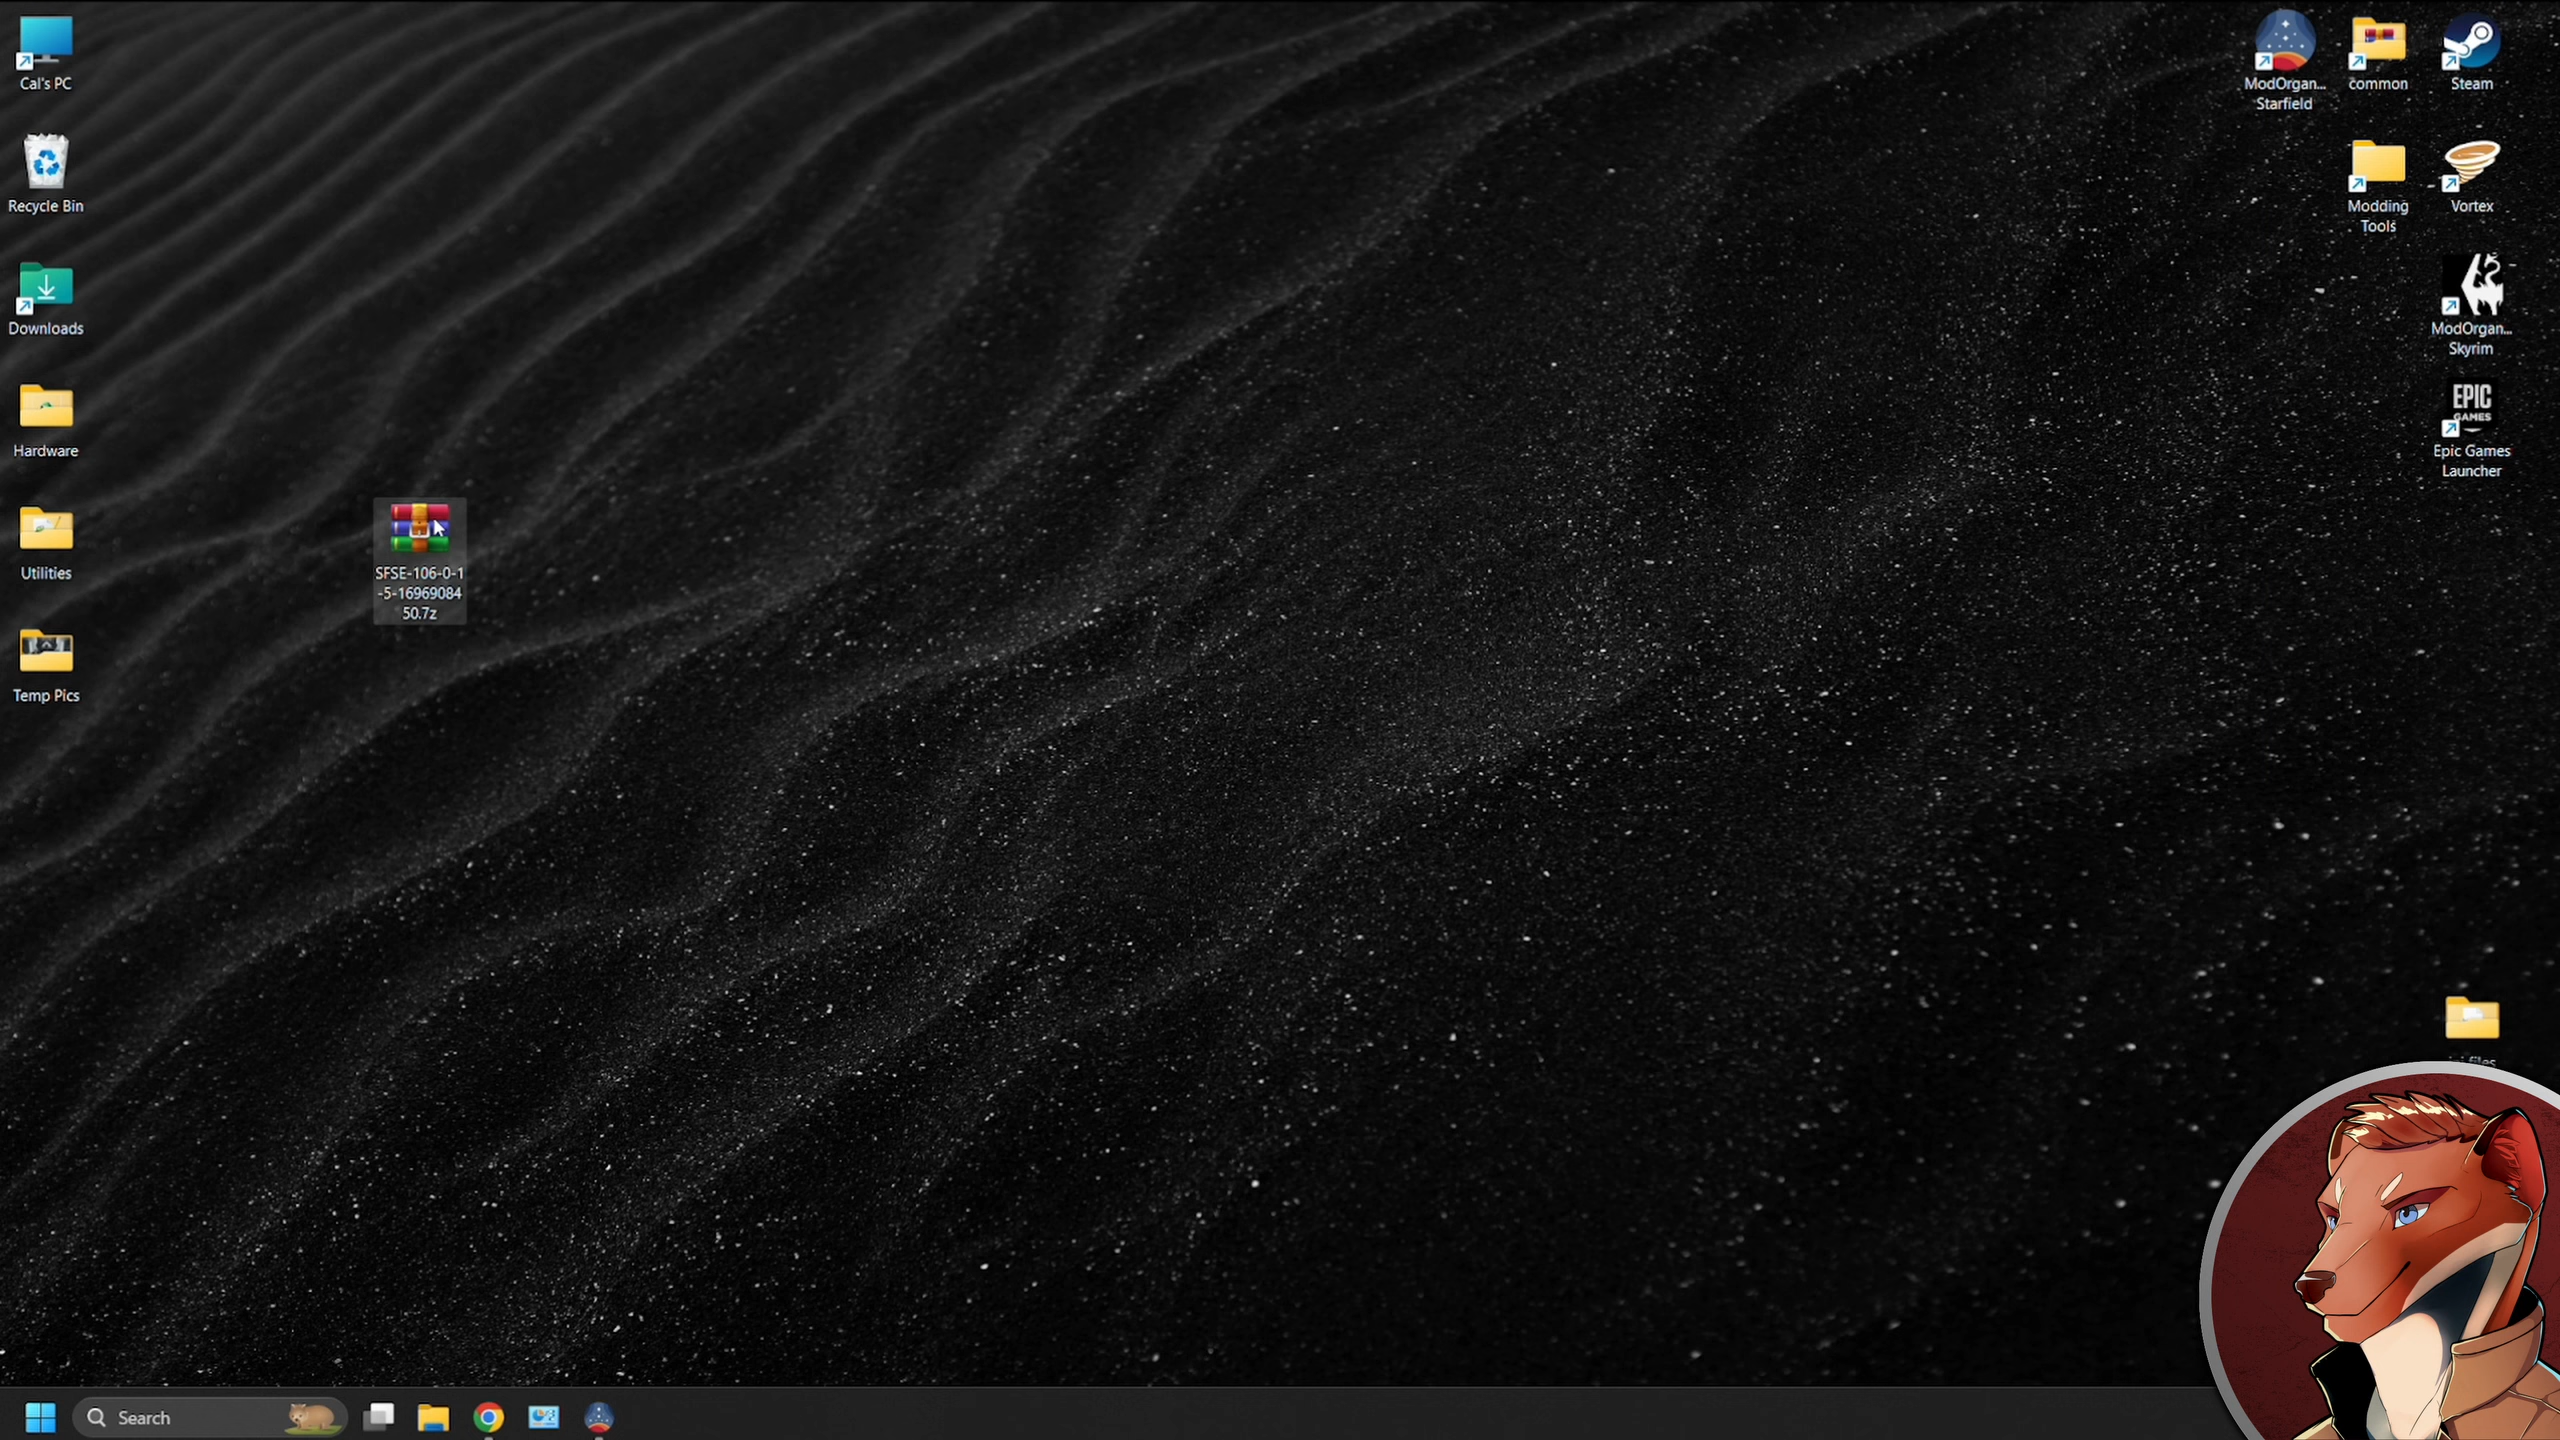 Cal's PC
Recycle Bin
Downloads
Hardware
Utilities
Temp Pics
SFSE-106-0-1
-5-16969084
50.7z
ModOrgan...
Starfield
common
Steam
Modding
Tools
Vortex
ModOrgan...
Skyrim
EPIC
GAMES
Epic Games
Launcher
Search